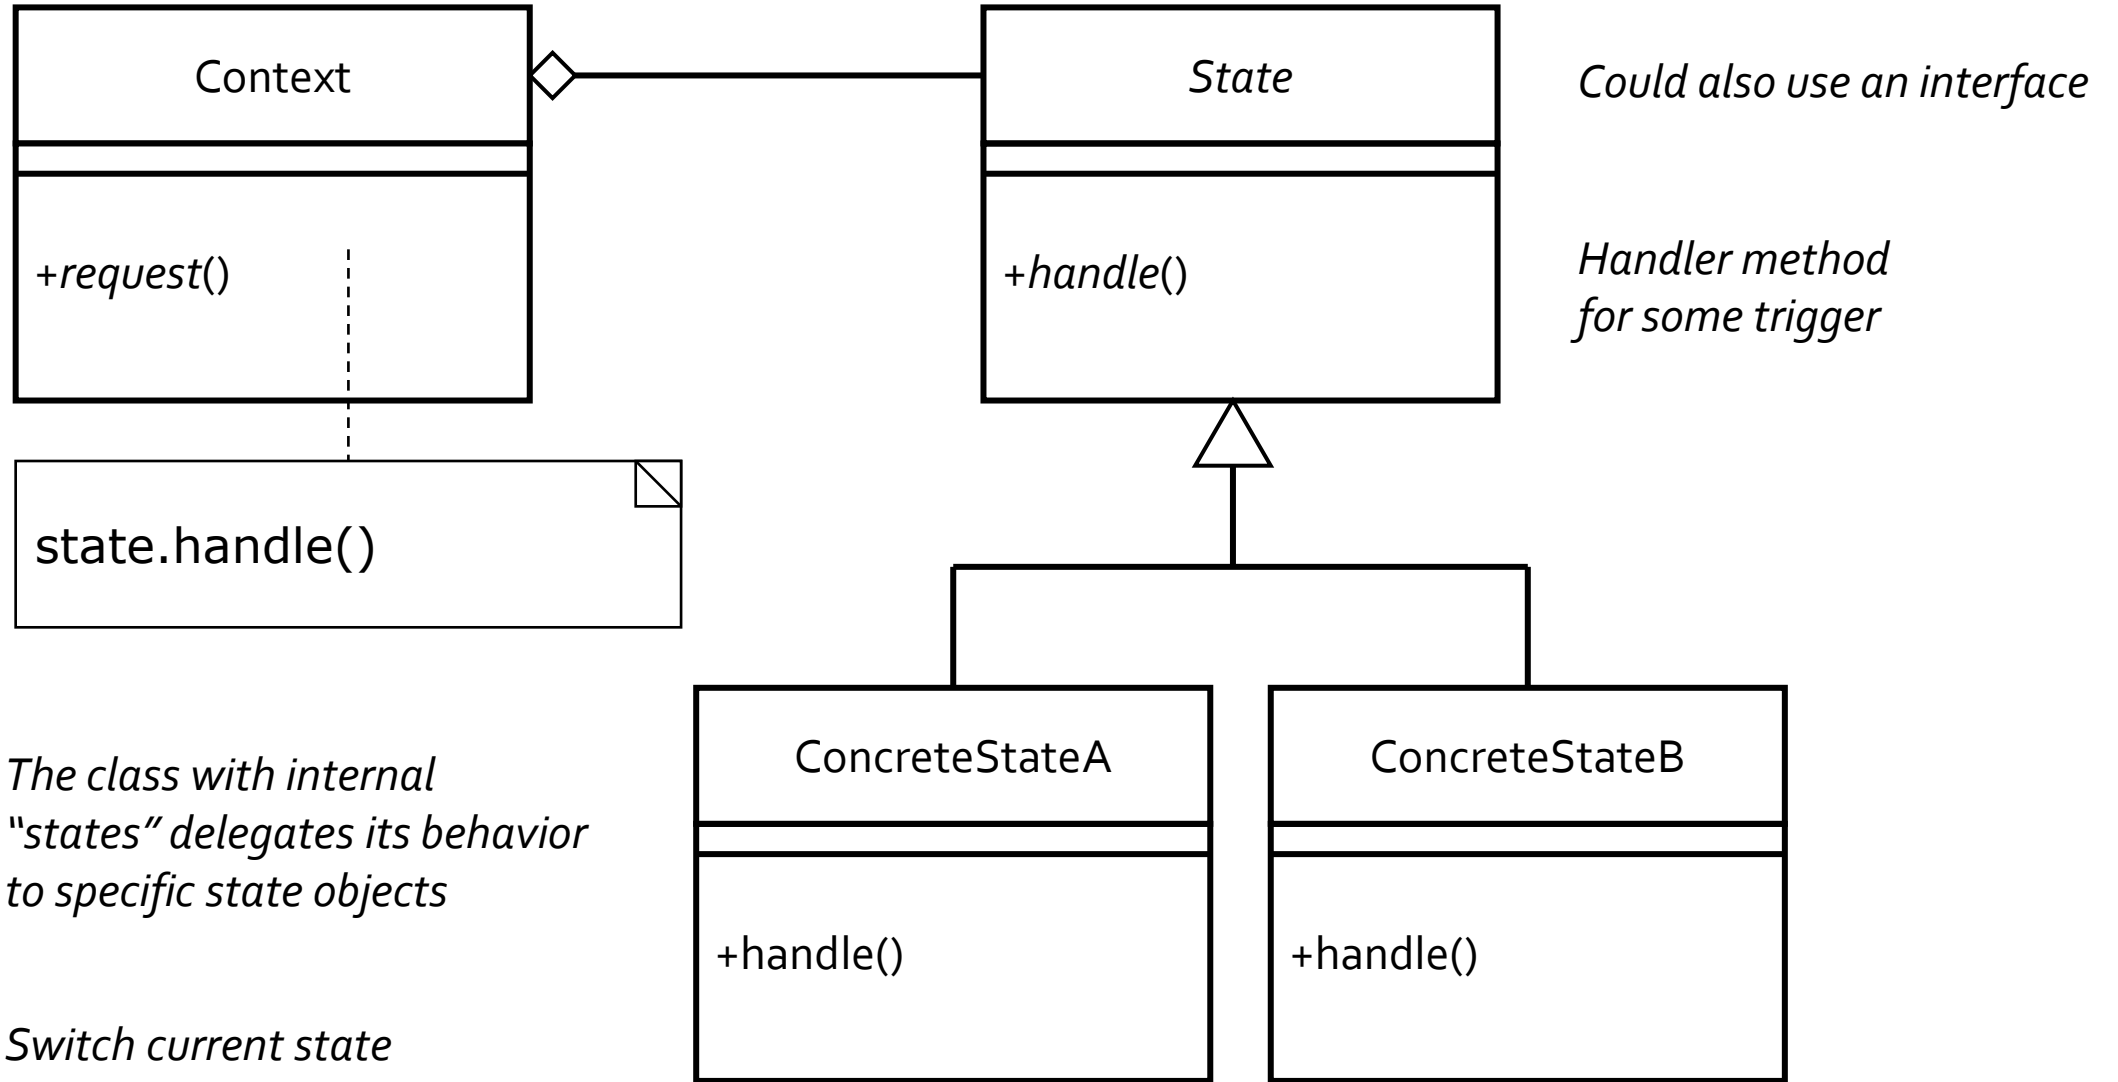 Context
State
Could also use an interface
+request()
+handle()
Handler method
for some trigger
state.handle()
ConcreteStateA
ConcreteStateB
The class with internal
“states” delegates its behavior
to specific state objects
+handle()
+handle()
Switch current state